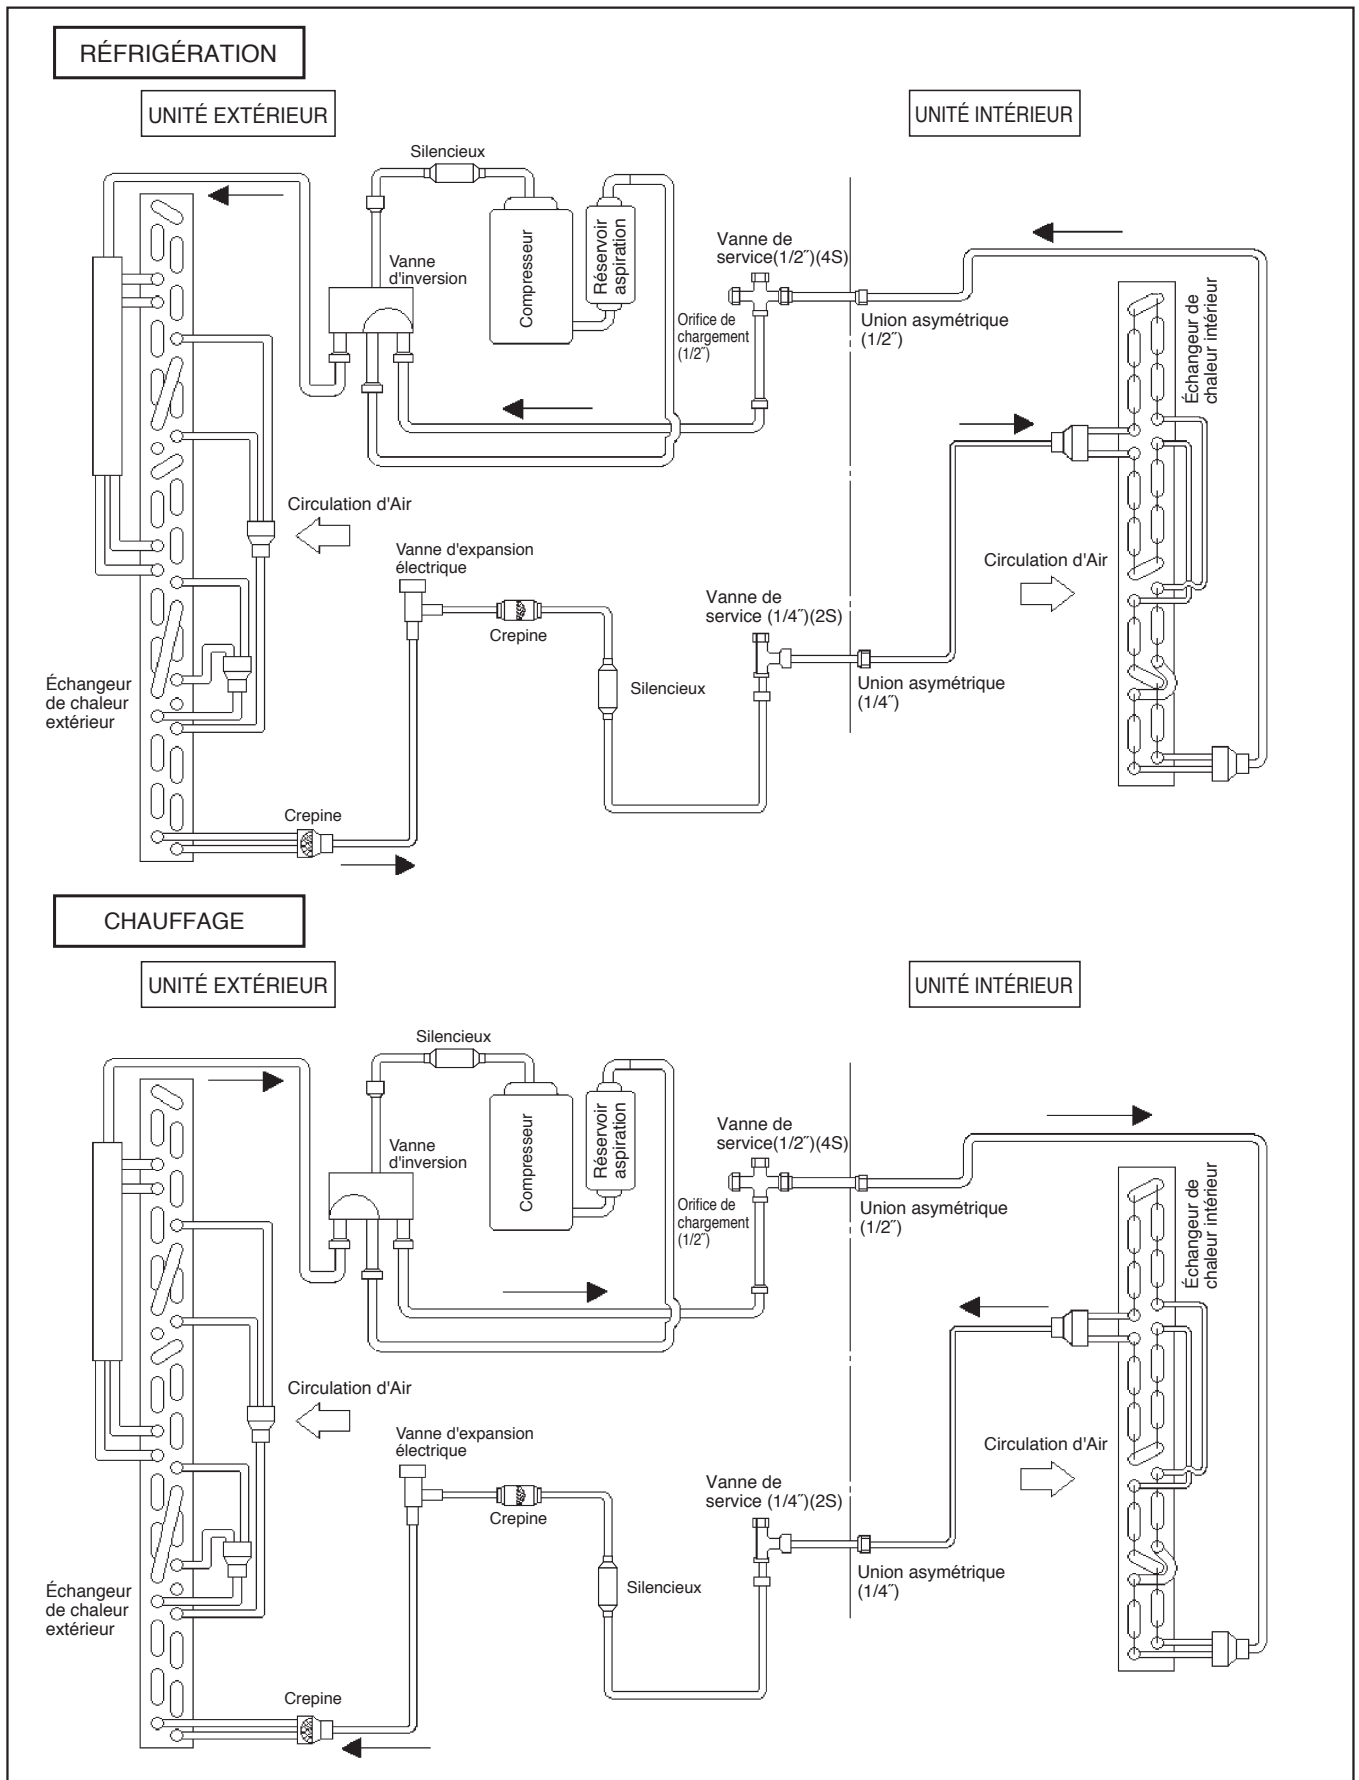 RÉFRIGÉRATION
UNITÉ EXTÉRIEUR
UNITÉ INTÉRIEUR
Silencieux
Compresseur
Réservoir
aspiration
Vanne
d'inversion
Vanne de
service(1/2˝)(4S)
Orifice de
chargement
(1/2˝)
Union asymétrique
(1/2˝)
Échangeur de
chaleur intérieur
Circulation d'Air
Vanne d'expansion
électrique
Crepine
Silencieux
Vanne de
service (1/4˝)(2S)
Circulation d'Air
Union asymétrique
(1/4˝)
Échangeur
de chaleur
extérieur
Crepine
CHAUFFAGE
UNITÉ EXTÉRIEUR
UNITÉ INTÉRIEUR
Silencieux
Compresseur
Réservoir
aspiration
Vanne
d'inversion
Vanne de
service(1/2˝)(4S)
Orifice de
chargement
(1/2˝)
Union asymétrique
(1/2˝)
Échangeur de
chaleur intérieur
Circulation d'Air
Vanne d'expansion
électrique
Crepine
Silencieux
Vanne de
service (1/4˝)(2S)
Circulation d'Air
Union asymétrique
(1/4˝)
Échangeur
de chaleur
extérieur
Crepine